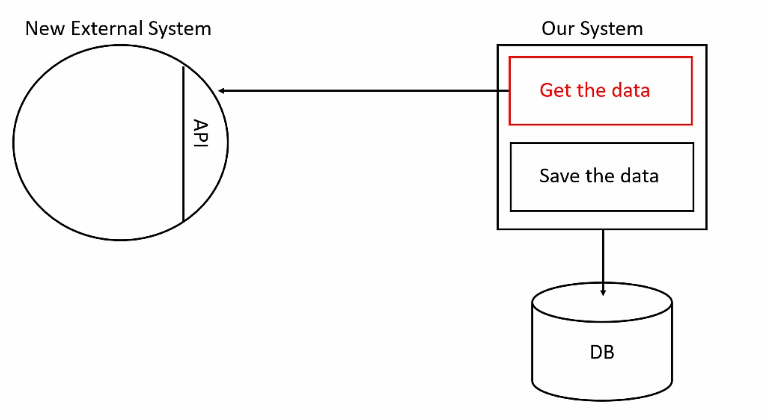 New External System
Our System
Get the data
API
Save the data
DB